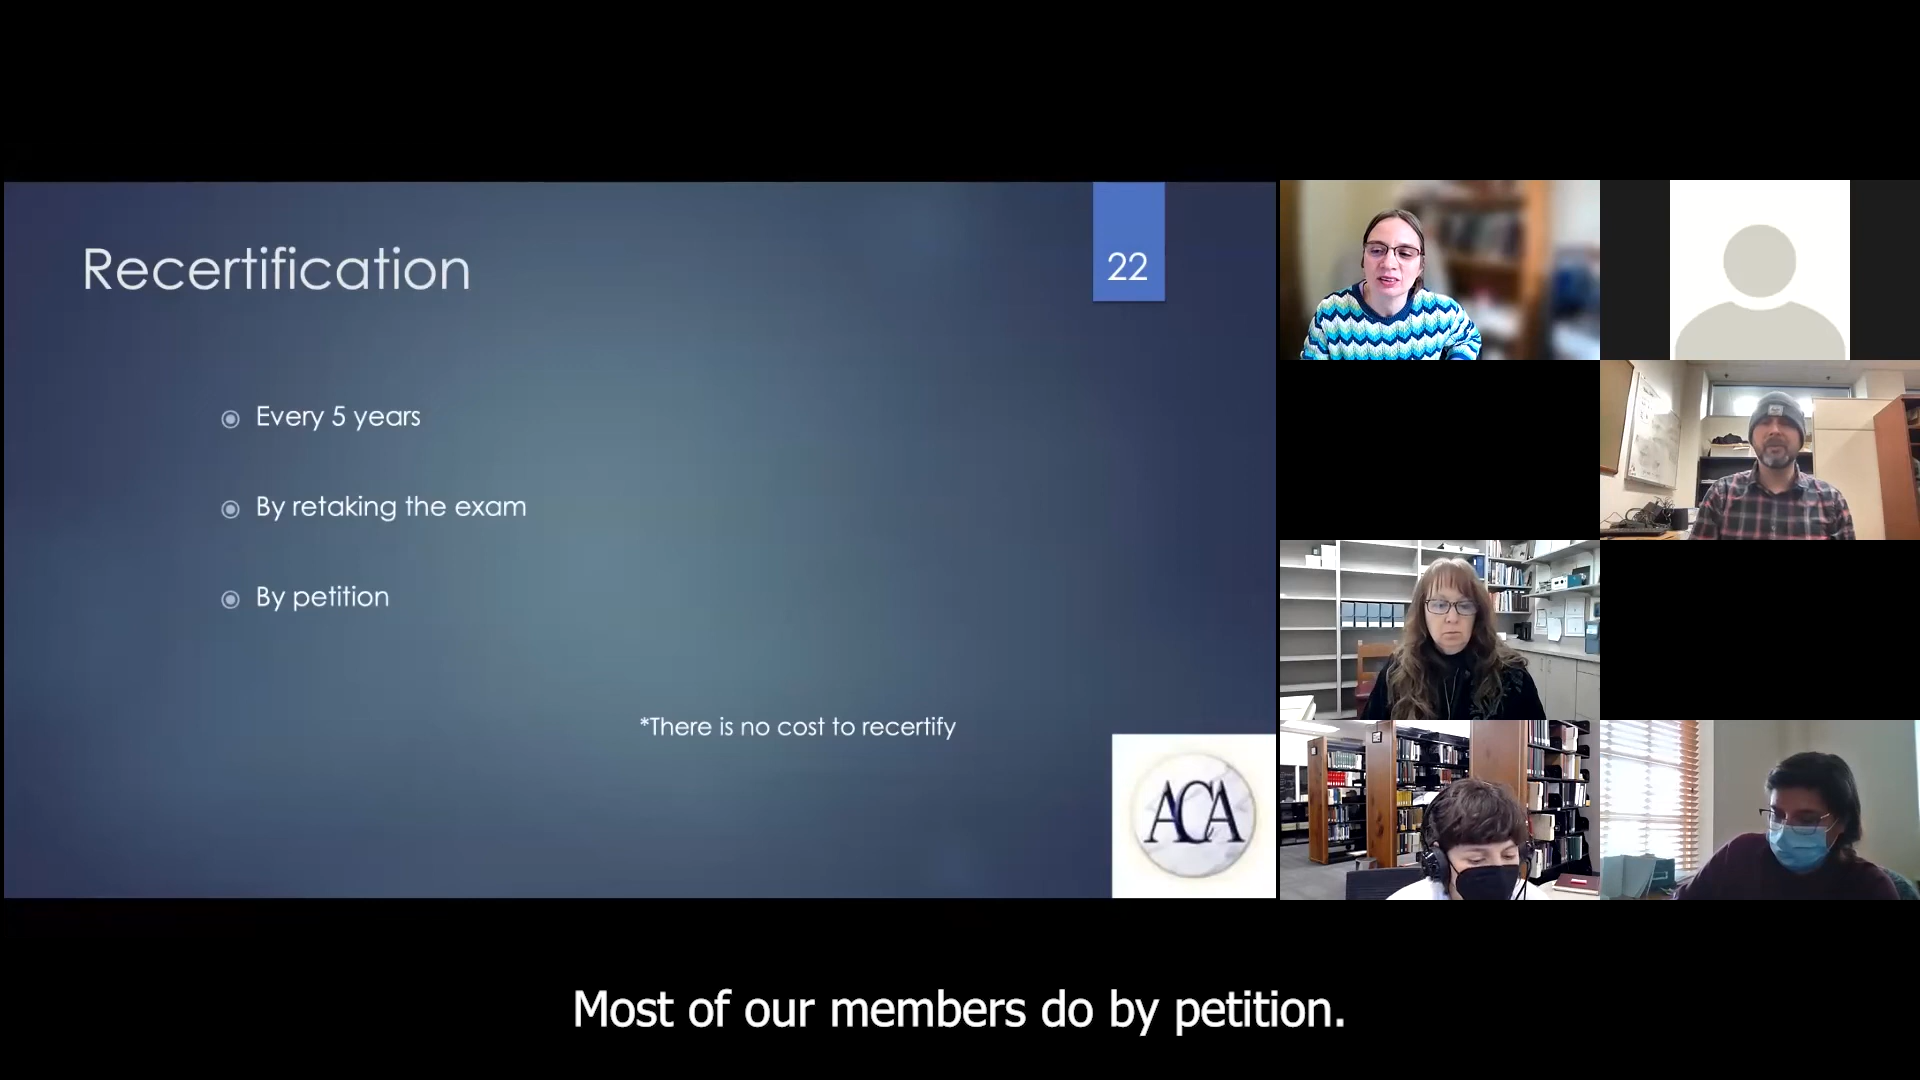 Recertification
22
Every 5 years
By retaking the exam
By petition
*There is no cost to recertify
ACA
Most of our members do by petition.